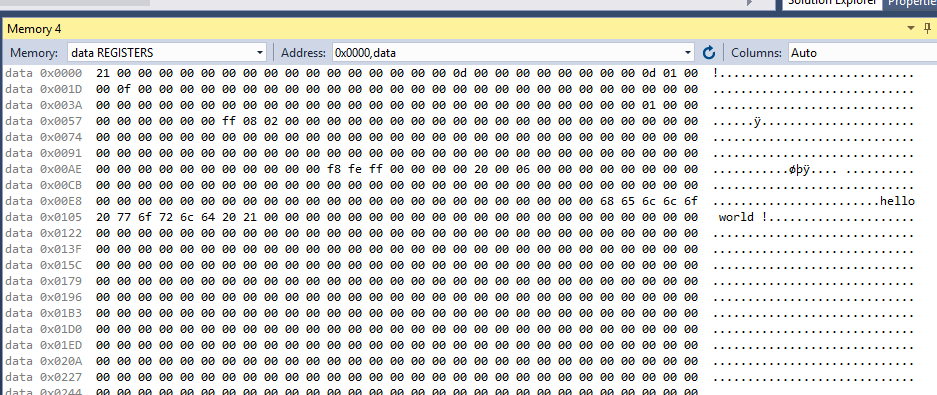 Solution Explorer Properties
Memory 4
Memory: data REGISTERS Address: 0x0000,data Columns: Auto
data 0x0000 21 00 00 00 00 00 00 00 00 00 00 00 00 00 00 00 00 0d 00 00 00 00 00 00 00 00 0d 01 00 !............................
data 0x001D 00 0f 00 00 00 00 00 00 00 00 00 00 00 00 00 00 00 00 00 00 00 00 00 00 00 00 00 00 00 .............................
data 0x003A 00 00 00 00 00 00 00 00 00 00 00 00 00 00 00 00 00 00 00 00 00 00 00 00 00 00 01 00 00 .............................
data 0x0057 00 00 00 00 00 00 ff 08 02 00 00 00 00 00 00 00 00 00 00 00 00 00 00 00 00 00 00 00 00 ......ÿ......................
data 0x0074 00 00 00 00 00 00 00 00 00 00 00 00 00 00 00 00 00 00 00 00 00 00 00 00 00 00 00 00 00 .............................
data 0x0091 00 00 00 00 00 00 00 00 00 00 00 00 00 00 00 00 00 00 00 00 00 00 00 00 00 00 00 00 00 .............................
data 0x00AE 00 00 00 00 00 00 00 00 00 00 00 f8 fe ff 00 00 00 00 20 00 06 00 00 00 00 00 00 00 00 ...........øþÿ.... ..........
data 0x00CB 00 00 00 00 00 00 00 00 00 00 00 00 00 00 00 00 00 00 00 00 00 00 00 00 00 00 00 00 00 .............................
data 0x00E8 00 00 00 00 00 00 00 00 00 00 00 00 00 00 00 00 00 00 00 00 00 00 00 00 68 65 6c 6c 6f ........................hello
data 0x0105 20 77 6f 72 6c 64 20 21 00 00 00 00 00 00 00 00 00 00 00 00 00 00 00 00 00 00 00 00 00  world !.....................
data 0x0122 00 00 00 00 00 00 00 00 00 00 00 00 00 00 00 00 00 00 00 00 00 00 00 00 00 00 00 00 00 .............................
data 0x013F 00 00 00 00 00 00 00 00 00 00 00 00 00 00 00 00 00 00 00 00 00 00 00 00 00 00 00 00 00 .............................
data 0x015C 00 00 00 00 00 00 00 00 00 00 00 00 00 00 00 00 00 00 00 00 00 00 00 00 00 00 00 00 00 .............................
data 0x0179 00 00 00 00 00 00 00 00 00 00 00 00 00 00 00 00 00 00 00 00 00 00 00 00 00 00 00 00 00 .............................
data 0x0196 00 00 00 00 00 00 00 00 00 00 00 00 00 00 00 00 00 00 00 00 00 00 00 00 00 00 00 00 00 .............................
data 0x01B3 00 00 00 00 00 00 00 00 00 00 00 00 00 00 00 00 00 00 00 00 00 00 00 00 00 00 00 00 00 .............................
data 0x01D0 00 00 00 00 00 00 00 00 00 00 00 00 00 00 00 00 00 00 00 00 00 00 00 00 00 00 00 00 00 .............................
data 0x01ED 00 00 00 00 00 00 00 00 00 00 00 00 00 00 00 00 00 00 00 00 00 00 00 00 00 00 00 00 00 .............................
data 0x020A 00 00 00 00 00 00 00 00 00 00 00 00 00 00 00 00 00 00 00 00 00 00 00 00 00 00 00 00 00 .............................
data 0x0227 00 00 00 00 00 00 00 00 00 00 00 00 00 00 00 00 00 00 00 00 00 00 00 00 00 00 00 00 00 .............................
data 0x0244 00 00 00 00 00 00 00 00 00 00 00 00 00 00 00 00 00 00 00 00 00 00 00 00 00 00 00 00 00